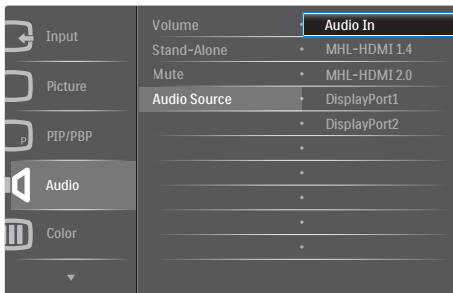 Input
Picture
P
PIP/PBP
Audio
Color
Volume
Stand-Alone
Mute
Audio Source
Audio In
MHL-HDMI 1.4
MHL-HDMI 2.0
DisplayPort1
DisplayPort2